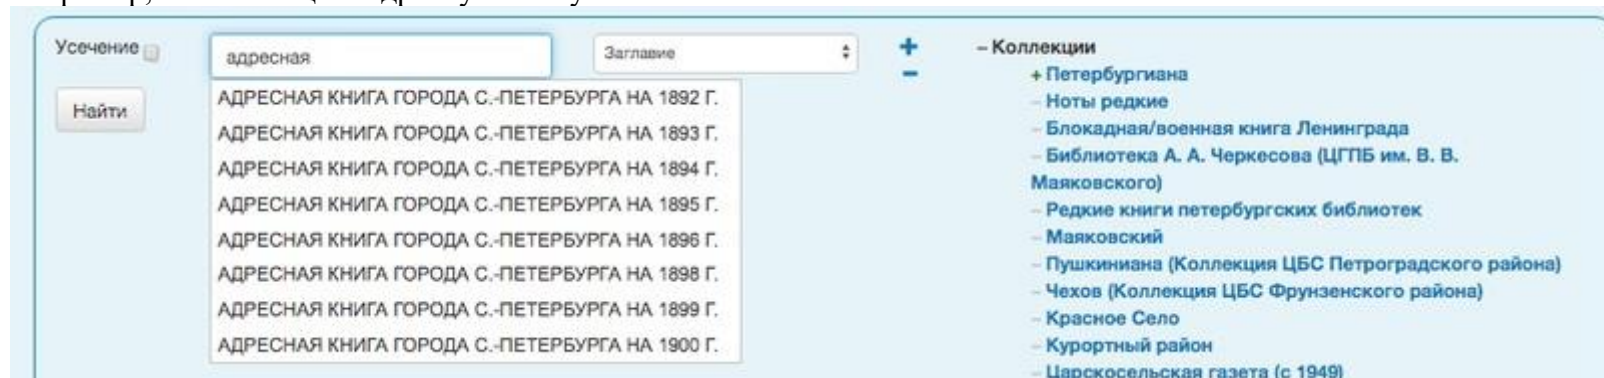 Усечение
адресная
Заглавие
+
–
Найти
АДРЕСНАЯ КНИГА ГОРОДА С.-ПЕТЕРБУРГА НА 1892 Г.
АДРЕСНАЯ КНИГА ГОРОДА С.-ПЕТЕРБУРГА НА 1893 Г.
АДРЕСНАЯ КНИГА ГОРОДА С.-ПЕТЕРБУРГА НА 1894 Г.
АДРЕСНАЯ КНИГА ГОРОДА С.-ПЕТЕРБУРГА НА 1895 Г.
АДРЕСНАЯ КНИГА ГОРОДА С.-ПЕТЕРБУРГА НА 1896 Г.
АДРЕСНАЯ КНИГА ГОРОДА С.-ПЕТЕРБУРГА НА 1898 Г.
АДРЕСНАЯ КНИГА ГОРОДА С.-ПЕТЕРБУРГА НА 1899 Г.
АДРЕСНАЯ КНИГА ГОРОДА С.-ПЕТЕРБУРГА НА 1900 Г.
– Коллекции
+ Петербургиана
– Ноты редкие
– Блокадная/военная книга Ленинграда
– Библиотека А. А. Черкесова (ЦГПБ им. В. В.
Маяковского)
– Редкие книги петербургских библиотек
– Маяковский
– Пушкиниана (Коллекция ЦБС Петроградского района)
– Чехов (Коллекция ЦБС Фрунзенского района)
– Красное Село
– Курортный район
– Царскосельская газета (с 1949)